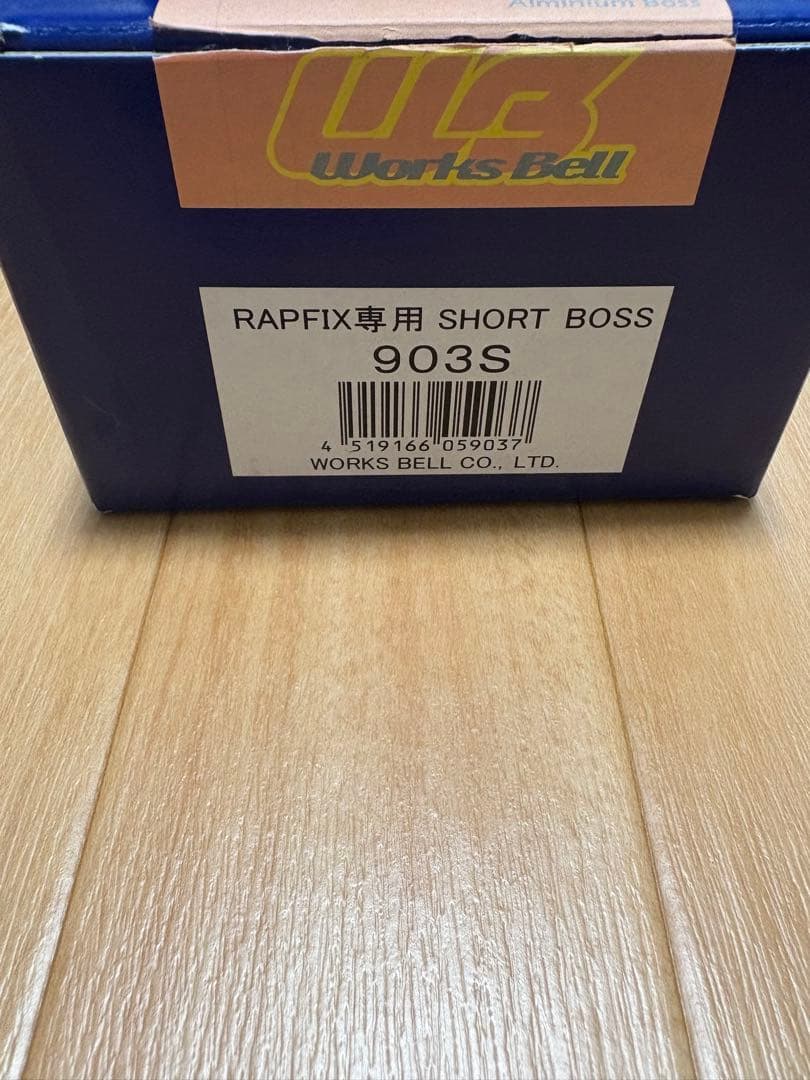 Alminium Boss
WB
Works Bell
RAPFIX専用 SHORT BOSS
903S
4 519166 059037
WORKS BELL CO., LTD.